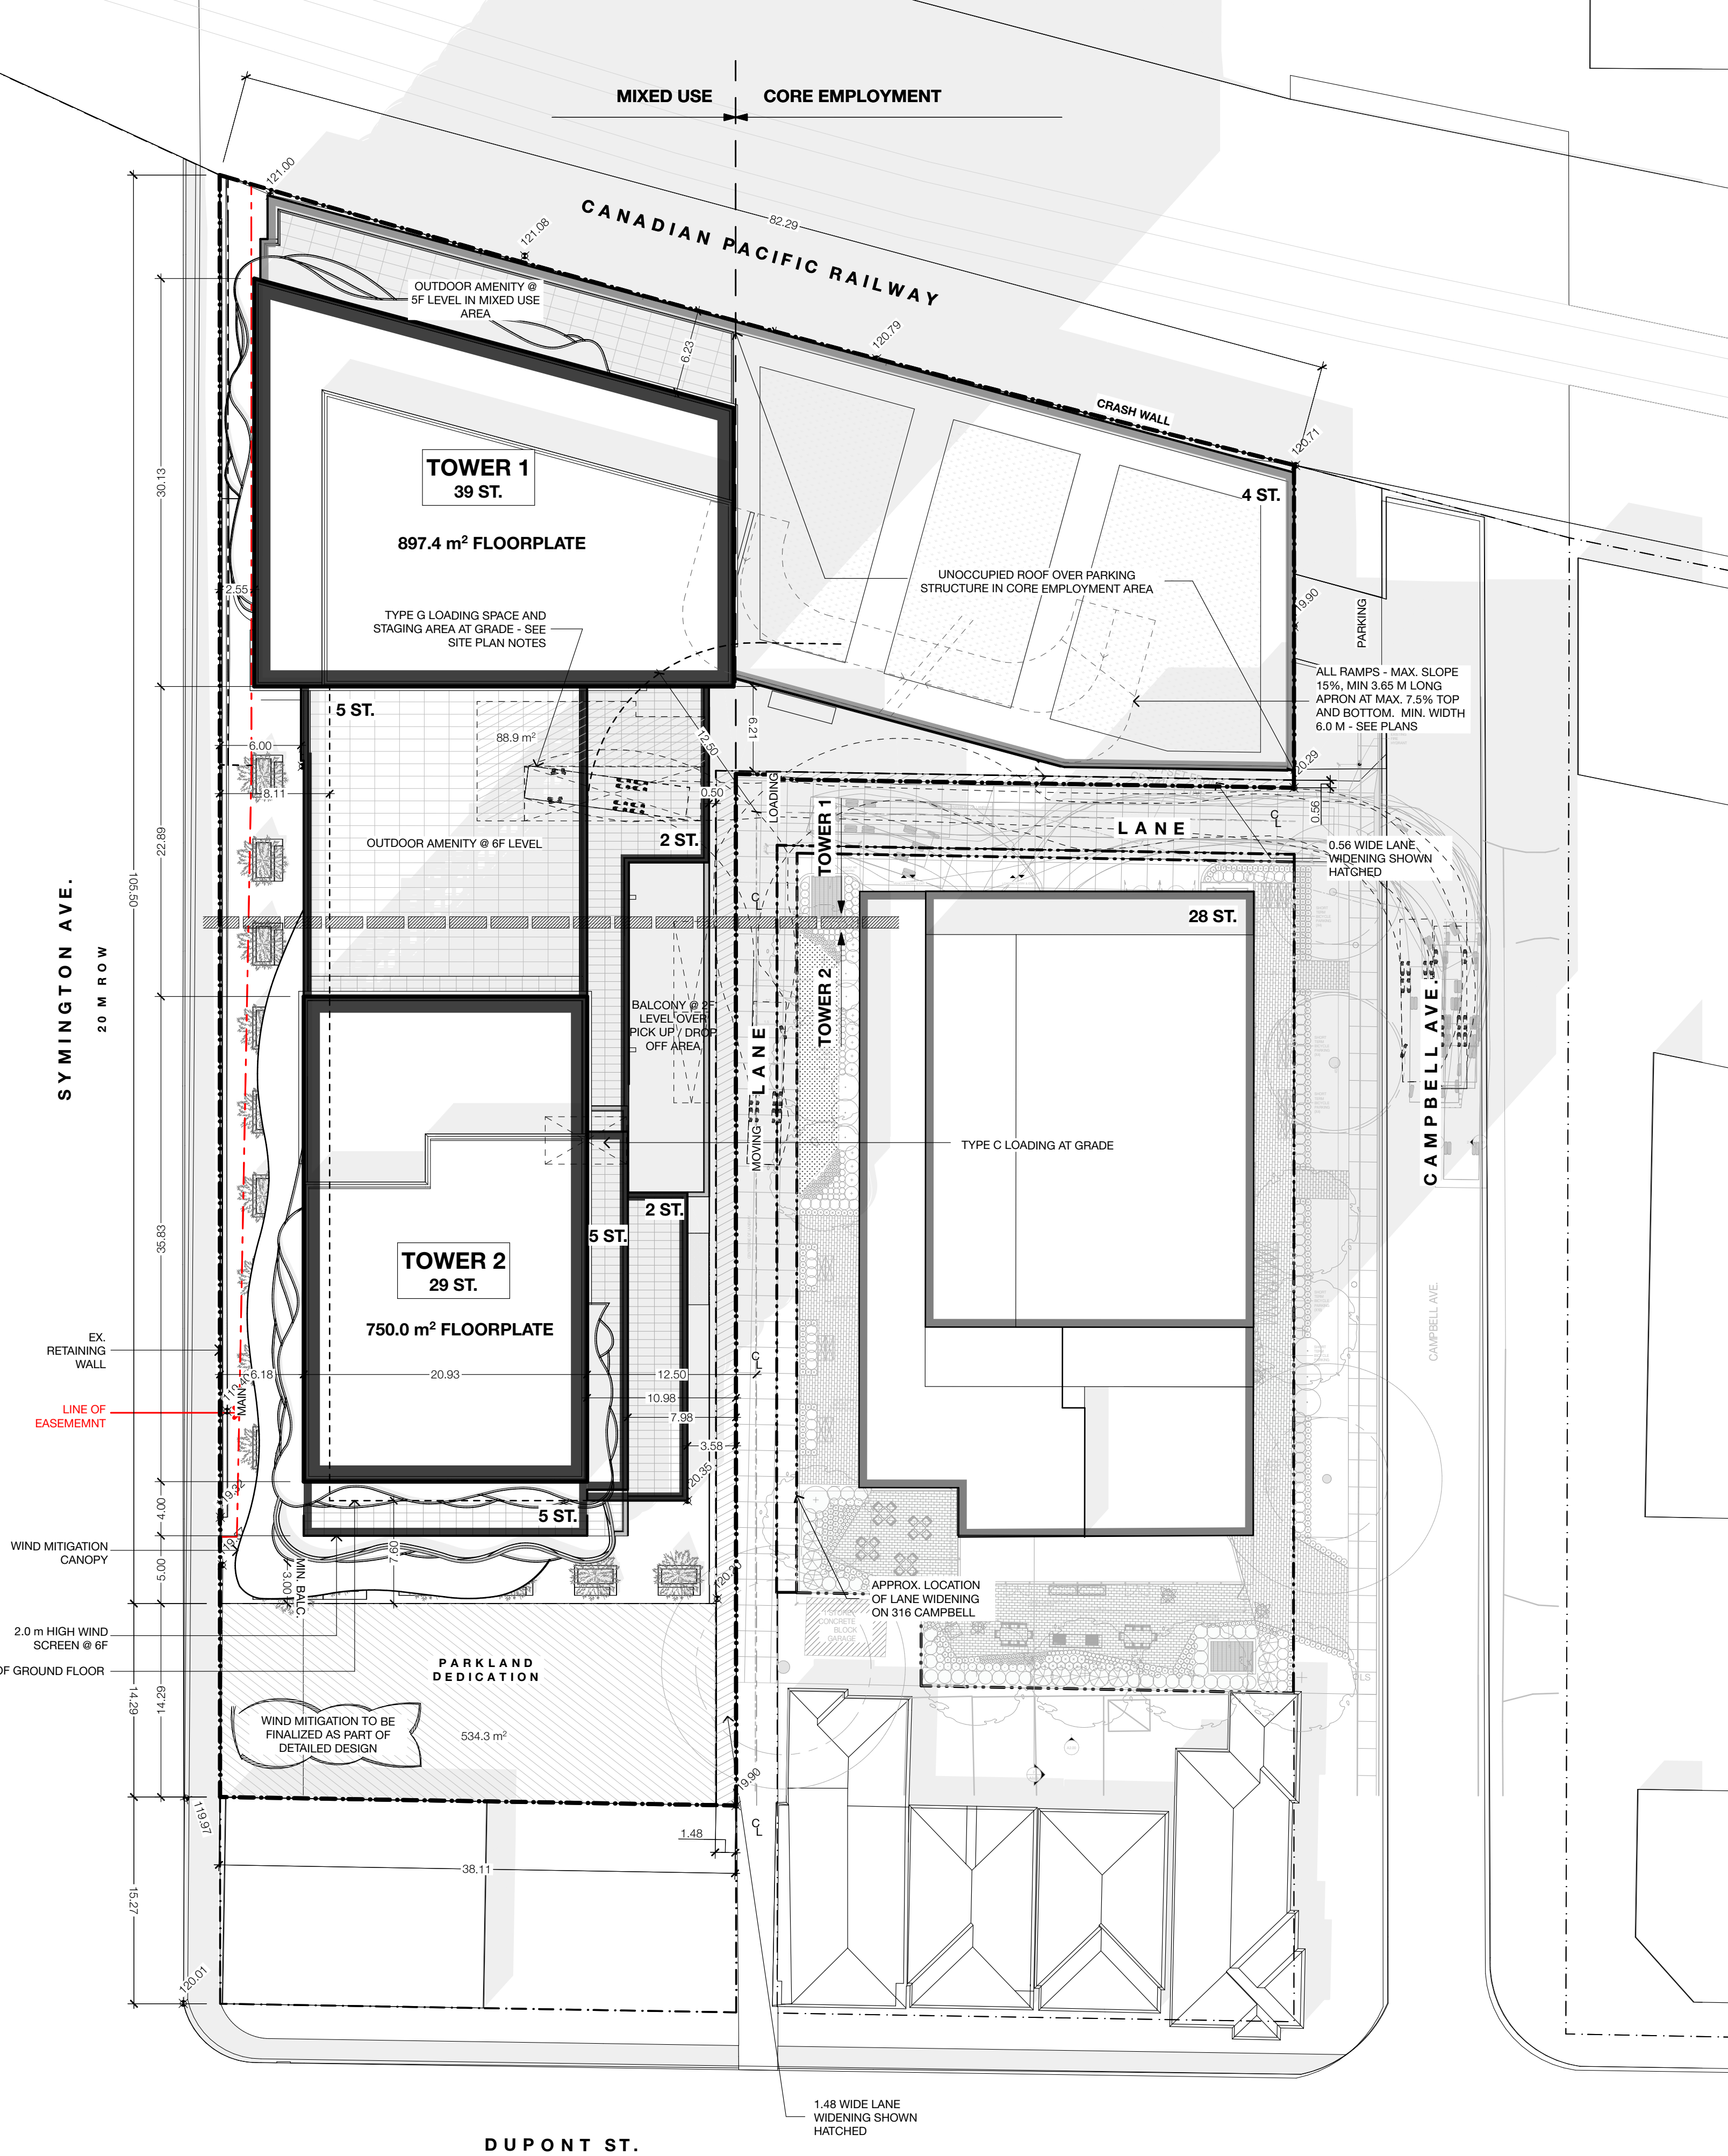 MIXED USE
CORE EMPLOYMENT
121.00
121.08
82.29
CANADIAN PACIFIC RAILWAY
OUTDOOR AMENITY @
5F LEVEL IN MIXED USE
AREA
6.23
120.79
CRASH WALL
120.71
4 ST.
TOWER 1
39 ST.
897.4 m² FLOORPLATE
30.13
2.55
UNOCCUPIED ROOF OVER PARKING
STRUCTURE IN CORE EMPLOYMENT AREA
TYPE G LOADING SPACE AND
STAGING AREA AT GRADE - SEE
SITE PLAN NOTES
19.90
PARKING
ALL RAMPS - MAX. SLOPE
15%, MIN 3.65 M LONG
APRON AT MAX. 7.5% TOP
AND BOTTOM. MIN. WIDTH
6.0 M - SEE PLANS
5 ST.
88.9 m²
6.00
12.50
6.21
8.11
0.50
20.29
0.56
LOADING
TOWER 1
LANE
C
L
2 ST.
OUTDOOR AMENITY @ 6F LEVEL
0.56 WIDE LANE
WIDENING SHOWN
HATCHED
22.89
105.50
SYMINGTON AVE.
20 M ROW
C
L
28 ST.
TOWER 2
BALCONY @ 2F
LEVEL OVER
PICK UP / DROP
OFF AREA
LANE
MOVING
CAMPBELL AVE.
TYPE C LOADING AT GRADE
2 ST.
5 ST.
35.83
TOWER 2
29 ST.
750.0 m² FLOORPLATE
CAMPBELL AVE.
EX.
RETAINING
WALL
C
L
6.18
20.93
12.50
10.98
7.98
MAIN
LINE OF
EASEMEMNT
3.58
120.35
4.00
5 ST.
WIND MITIGATION
CANOPY
5.00
MIN. BALC.
3.00
7.60
APPROX. LOCATION
OF LANE WIDENING
ON 316 CAMPBELL
CONCRETE
BLOCK
GARAGE
2.0 m HIGH WIND
SCREEN @ 6F
OF GROUND FLOOR
PARKLAND
DEDICATION
LS
14.29
14.29
WIND MITIGATION TO BE
FINALIZED AS PART OF
DETAILED DESIGN
534.3 m²
19.90
119.97
1.48
C
L
38.11
15.27
120.01
1.48 WIDE LANE
WIDENING SHOWN
HATCHED
DUPONT ST.